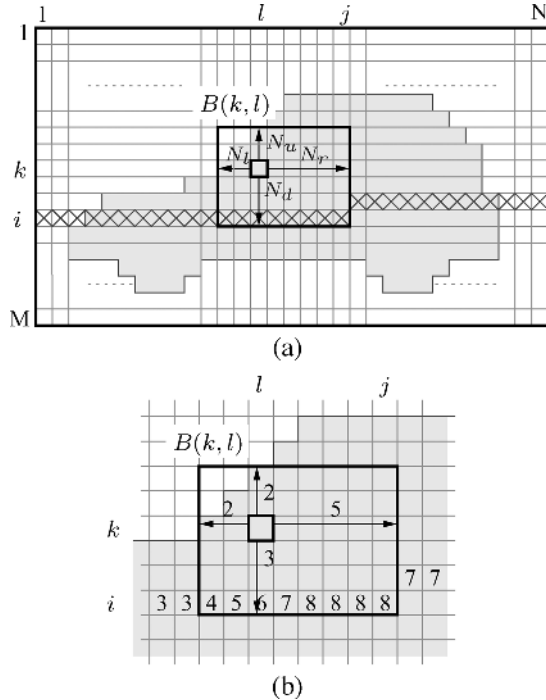 1 l j N
1
B(k, l)
N_l N_u N_r
k
N_d
i
M
(a)
l j
B(k, l)
2
2 5
k
3
7 7
i 3 3 4 5 6 7 8 8 8 8
(b)